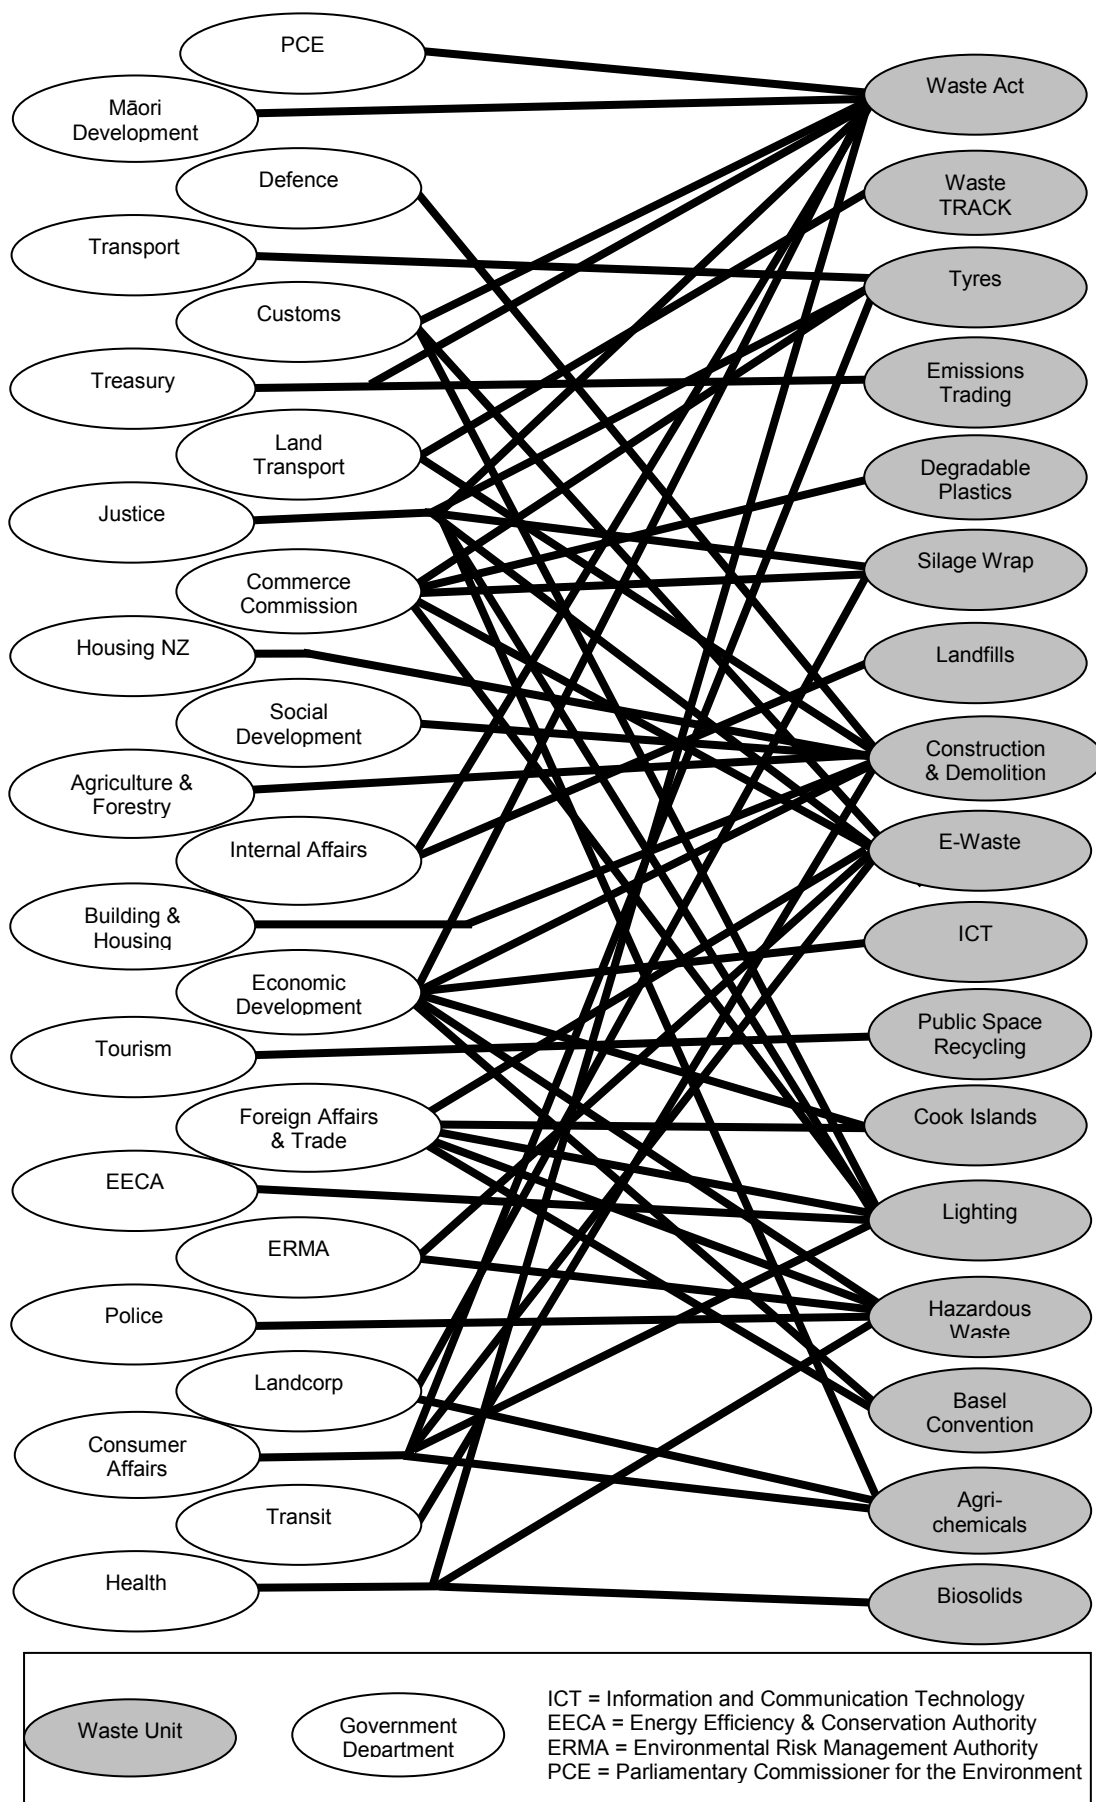 PCE
Māori
Development
Defence
Transport
Customs
Treasury
Land
Transport
Justice
Commerce
Commission
Housing NZ
Social
Development
Agriculture &
Forestry
Internal Affairs
Building &
Housing
Economic
Development
Tourism
Foreign Affairs
& Trade
EECA
ERMA
Police
Landcorp
Consumer
Affairs
Transit
Health
Waste Act
Waste
TRACK
Tyres
Emissions
Trading
Degradable
Plastics
Silage Wrap
Landfills
Construction
& Demolition
E-Waste
ICT
Public Space
Recycling
Cook Islands
Lighting
Hazardous
Waste
Basel
Convention
Agri-
chemicals
Biosolids
Waste Unit
Government
Department
ICT = Information and Communication Technology
EECA = Energy Efficiency & Conservation Authority
ERMA = Environmental Risk Management Authority
PCE = Parliamentary Commissioner for the Environment